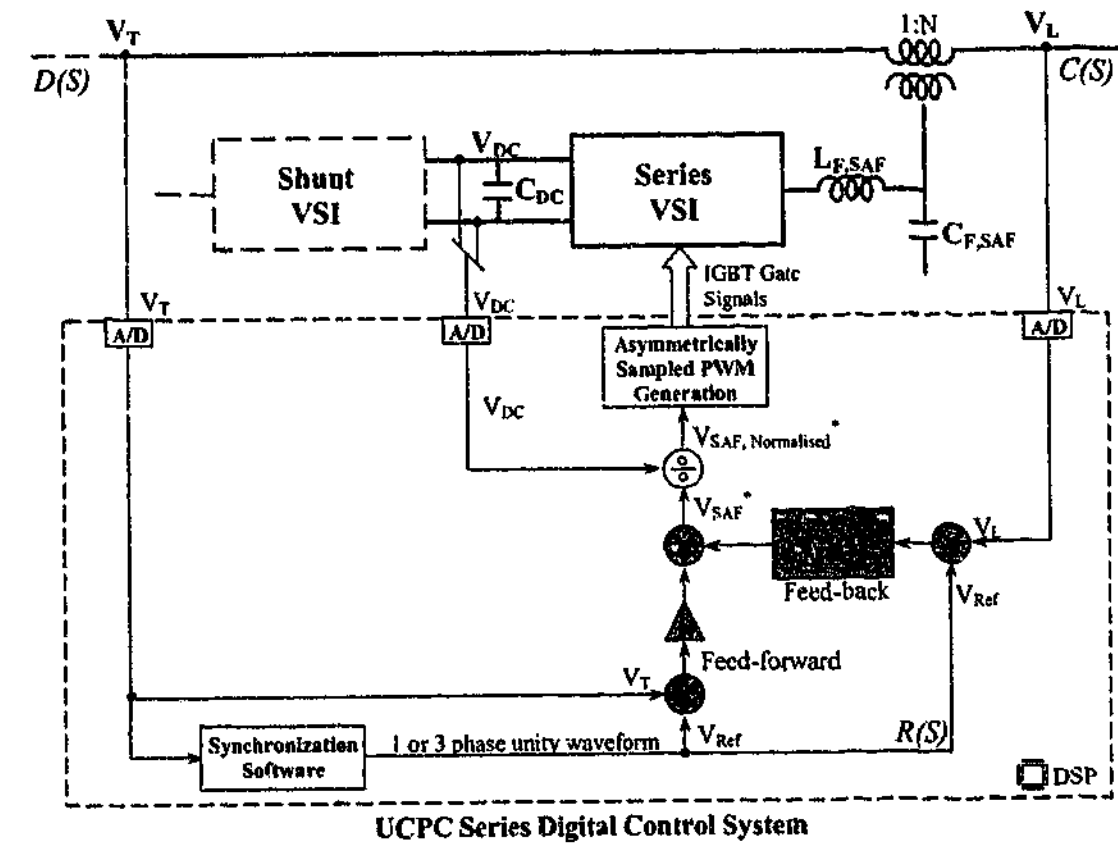 V_T
1:N
V_L
D(S)
C(S)
V_DC
Shunt
VSI
C_DC
Series
VSI
L_F,SAF
C_F,SAF
IGBT Gate
Signals
V_T
V_DC
V_L
A/D
A/D
A/D
Asymmetrically
Sampled PWM
Generation
V_DC
V_SAF, Normalised*
÷
V_SAF*
V_L
Feed-back
V_Ref
Feed-forward
V_T
V_Ref
R(S)
Synchronization
Software
1 or 3 phase unity waveform
DSP
UCPC Series Digital Control System